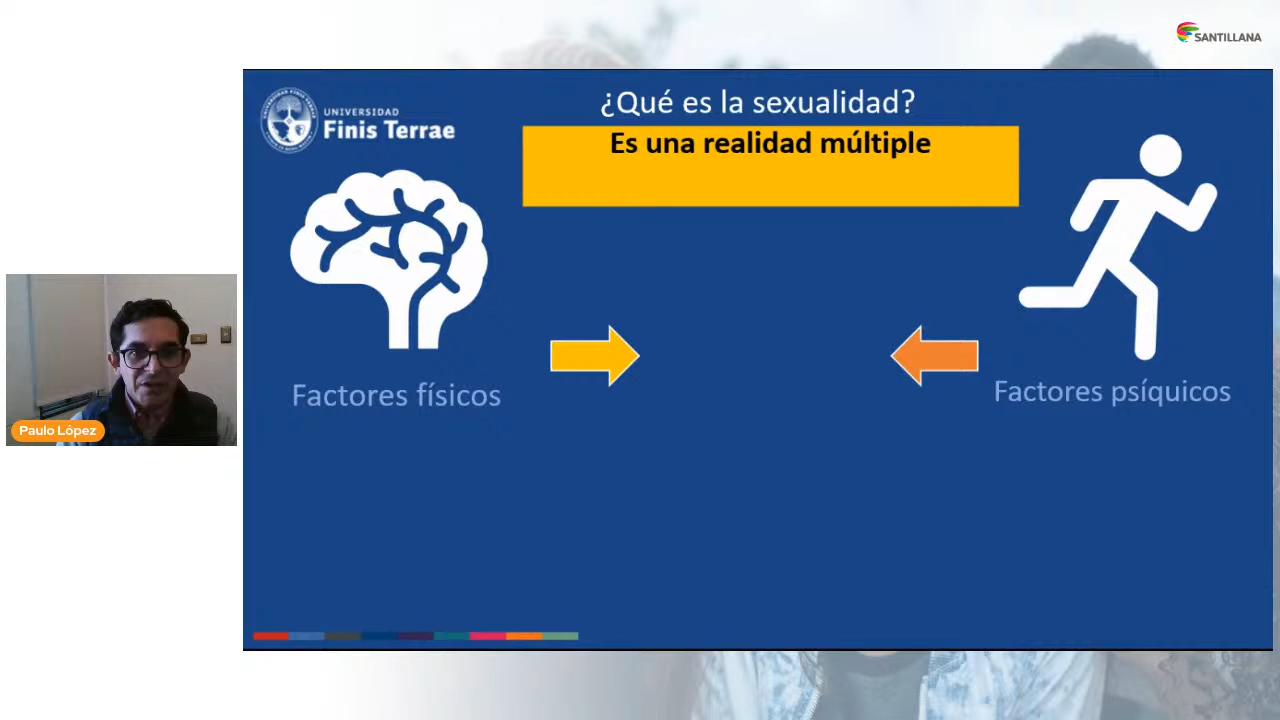 SANTILLANA
UNIVERSIDAD
Finis Terrae
¿Qué es la sexualidad?
Es una realidad múltiple
Factores físicos
Factores psíquicos
Paulo López